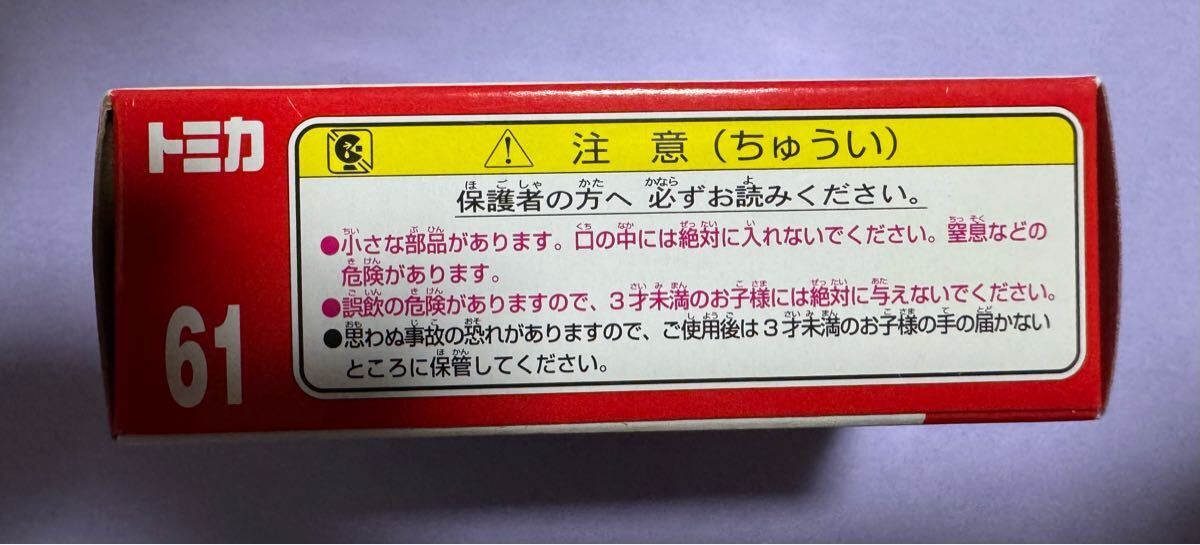 トミカ
注意（ちゅうい）
保護者の方へ 必ずお読みください。
●小さな部品があります。口の中には絶対に入れないでください。窒息などの
危険があります。
●誤飲の危険がありますので、3才未満のお子様には絶対に与えないでください。
●思わぬ事故の恐れがありますので、ご使用後は3才未満のお子様の手の届かない
ところに保管してください。
61